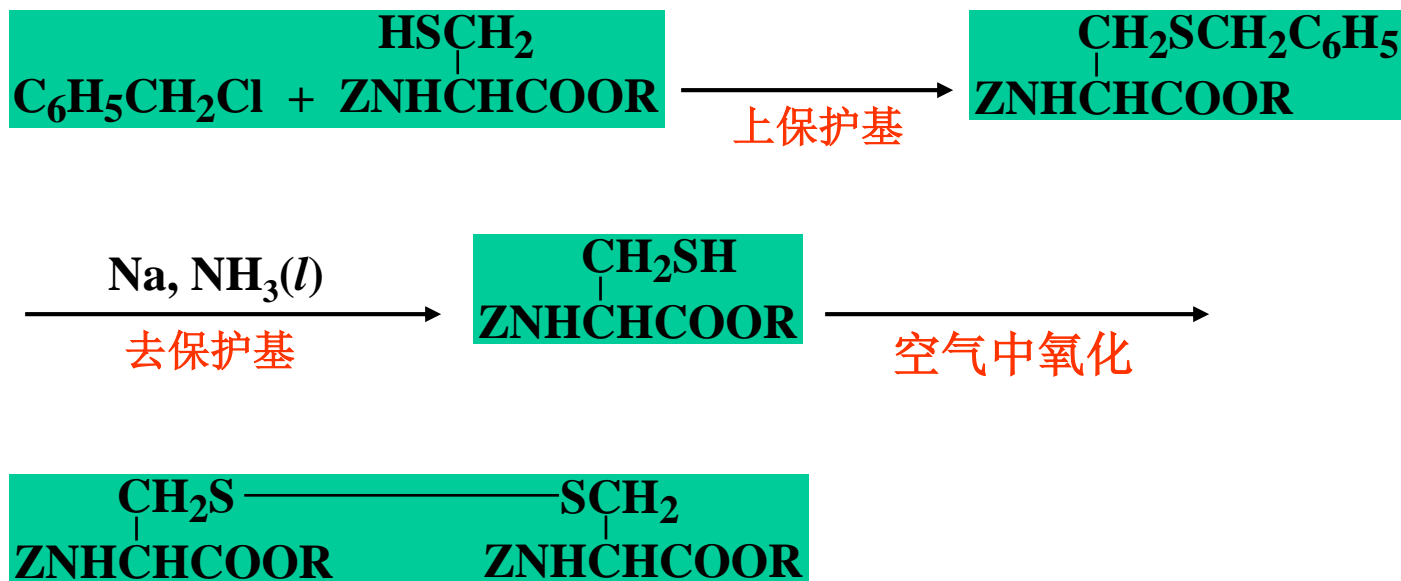 HSCH₂ CH₂SCH₂C₆H₅
C₆H₅CH₂Cl + ZNHCHCOOR ZNHCHCOOR
上保护基
Na, NH₃(l) CH₂SH
ZNHCHCOOR
去保护基 空气中氧化
CH₂S SCH₂
ZNHCHCOOR ZNHCHCOOR